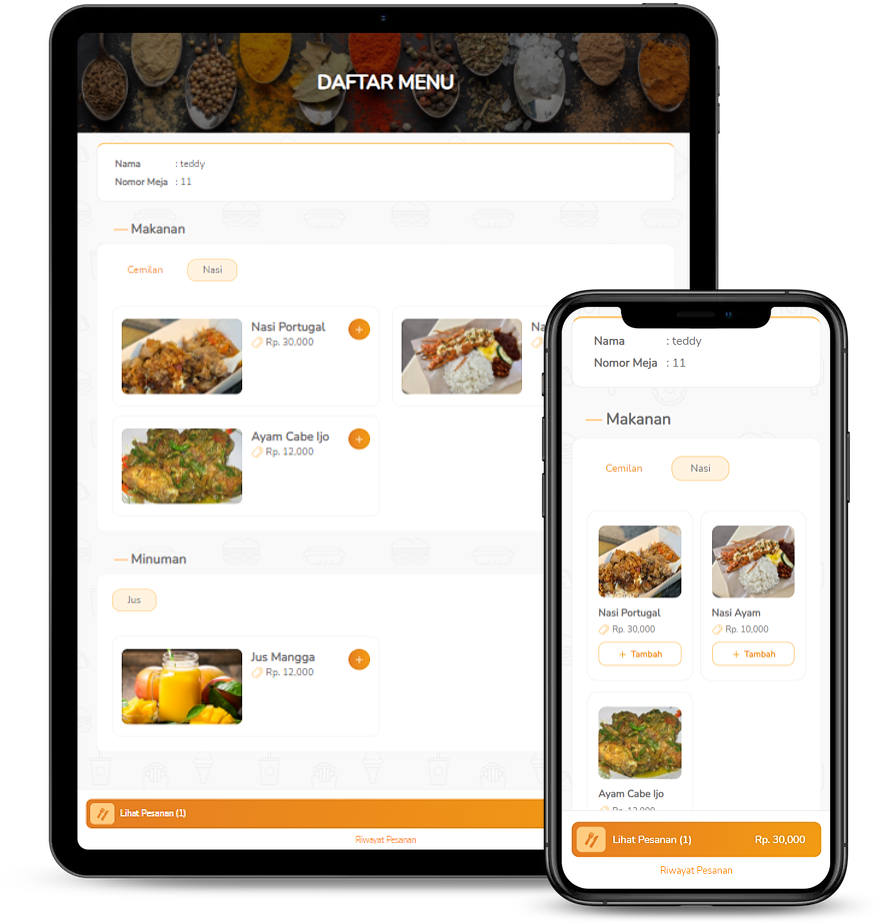 DAFTAR MENU
Nama : teddy
Nomor Meja : 11
Makanan
Cemilan Nasi
Nasi Portugal
Rp. 30,000
Ayam Cabe Ijo
Rp. 12,000
Minuman
Jus
Jus Mangga
Rp. 12,000
Lihat Pesanan (1)
Riwayat Pesanan
Nama : teddy
Nomor Meja : 11
Makanan
Cemilan Nasi
Nasi Portugal Nasi Ayam
Rp. 30,000 Rp. 10,000
+ Tambah + Tambah
Ayam Cabe Ijo
Rp. 12,000
Lihat Pesanan (1) Rp. 30,000
Riwayat Pesanan